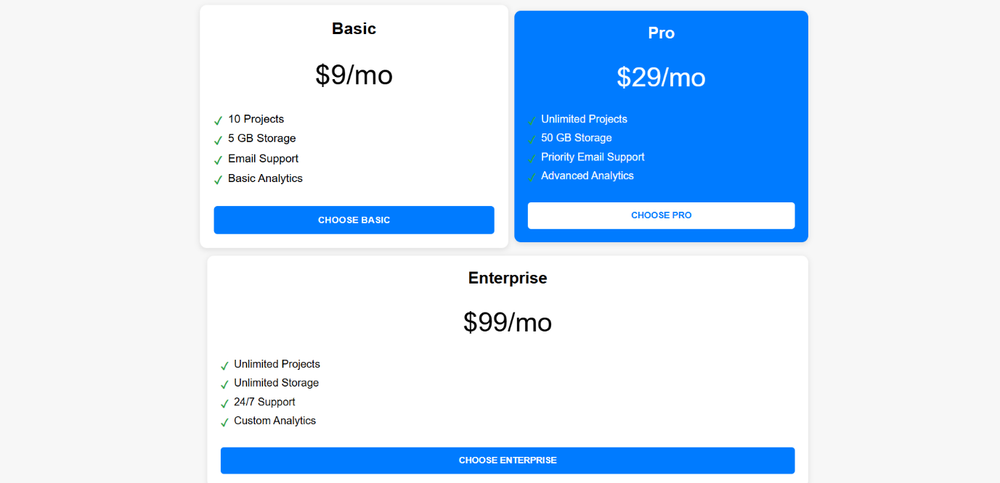 Basic
$9/mo
✓ 10 Projects
✓ 5 GB Storage
✓ Email Support
✓ Basic Analytics
CHOOSE BASIC
Pro
$29/mo
✓ Unlimited Projects
✓ 50 GB Storage
✓ Priority Email Support
✓ Advanced Analytics
CHOOSE PRO
Enterprise
$99/mo
✓ Unlimited Projects
✓ Unlimited Storage
✓ 24/7 Support
✓ Custom Analytics
CHOOSE ENTERPRISE